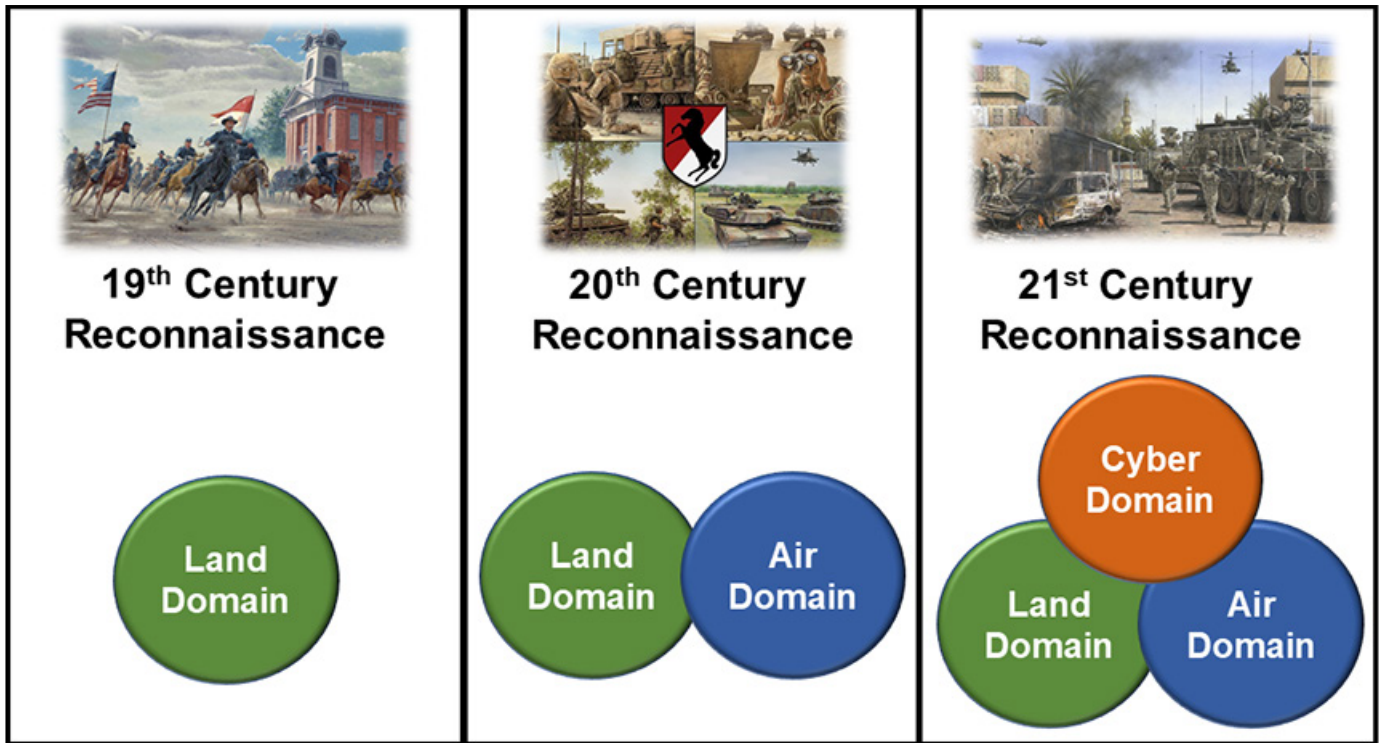 19th Century
Reconnaissance
Land
Domain
20th Century
Reconnaissance
Land
Domain
Air
Domain
21st Century
Reconnaissance
Cyber
Domain
Land
Domain
Air
Domain